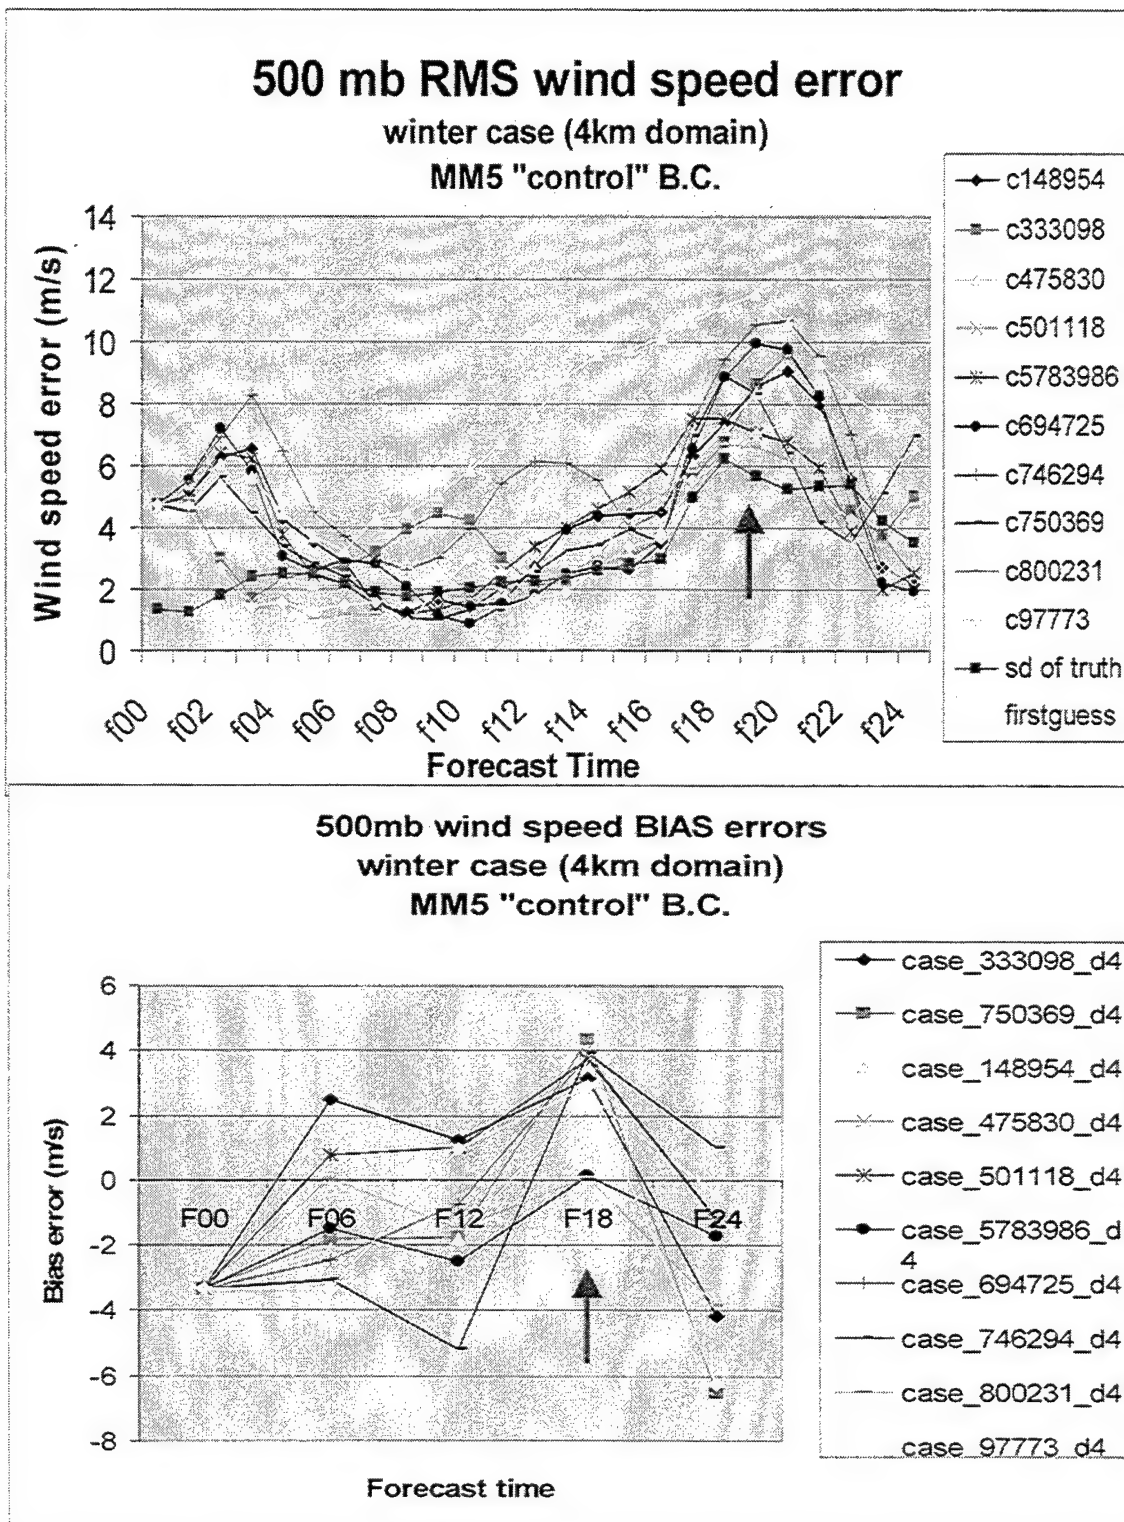 500 mb RMS wind speed error
winter case (4km domain)
MM5 "control" B.C.
Wind speed error (m/s)
14
12
10
8
6
4
2
0
f00
f02
f04
f06
f08
f10
f12
f14
f16
f18
f20
f22
f24
Forecast Time
c148954
c333098
c475830
c501118
c5783986
c694725
c746294
c750369
c800231
c97773
sd of truth
firstguess
500mb wind speed BIAS errors
winter case (4km domain)
MM5 "control" B.C.
Bias error (m/s)
6
4
2
0
-2
-4
-6
-8
F00
F06
F12
F18
F24
Forecast time
case_333098_d4
case_750369_d4
case_148954_d4
case_475830_d4
case_501118_d4
case_5783986_d
4
case_694725_d4
case_746294_d4
case_800231_d4
case_97773_d4